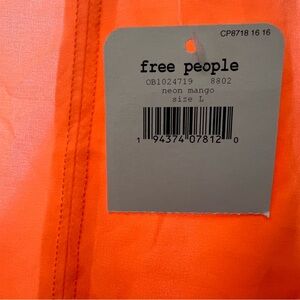 CP8718 16 16
free people
OB1024719 8802
neon mango
size L
1 94374 07812 0